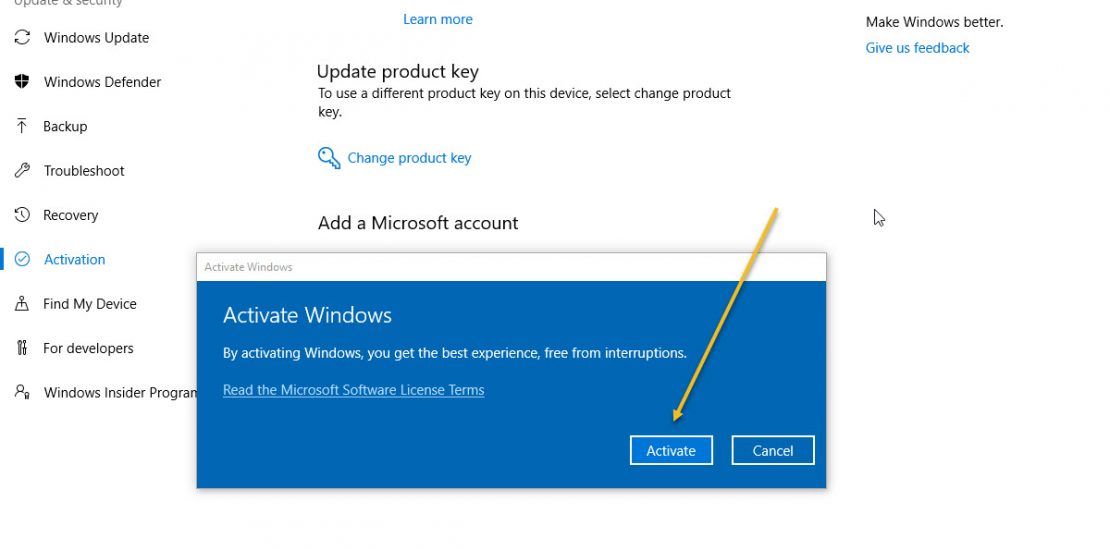 Update & security
Windows Update
Windows Defender
Backup
Troubleshoot
Recovery
Activation
Find My Device
For developers
Windows Insider Program
Learn more
Update product key
To use a different product key on this device, select change product
key.
Change product key
Add a Microsoft account
Activate Windows
Activate Windows
By activating Windows, you get the best experience, free from interruptions.
Read the Microsoft Software License Terms
Activate
Cancel
Make Windows better.
Give us feedback